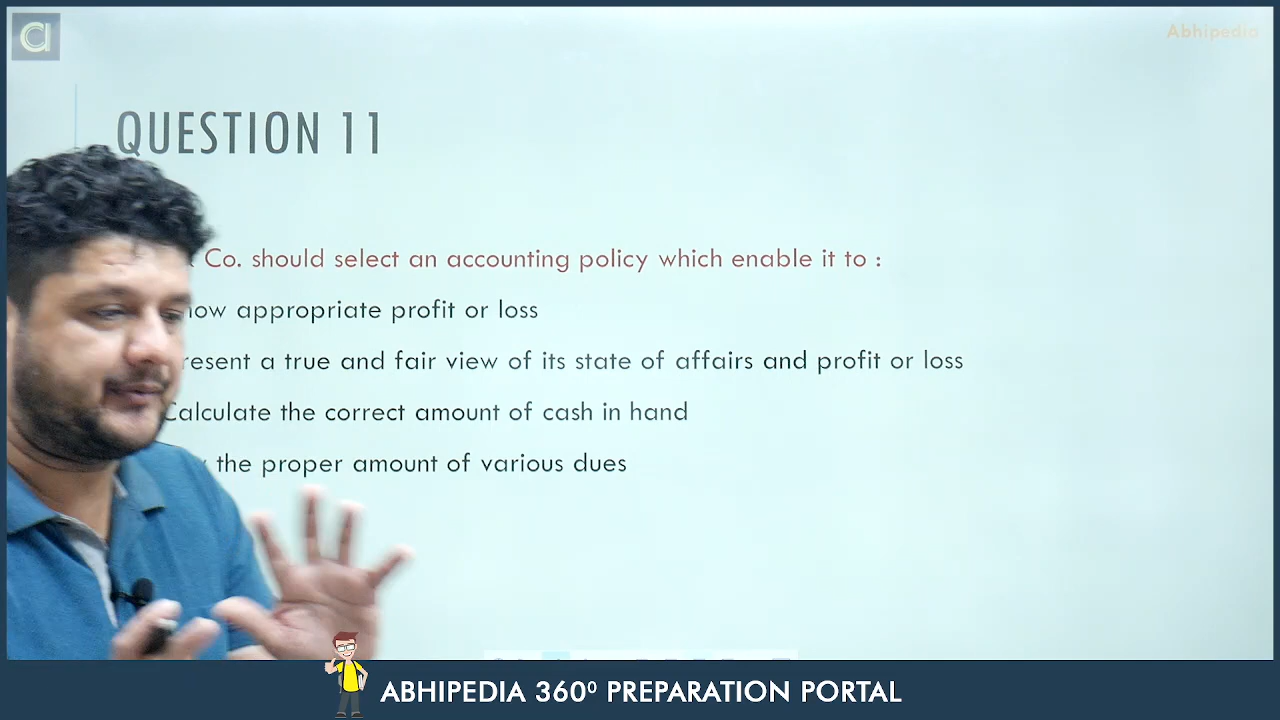 Abhipedia
QUESTION 11
Co. should select an accounting policy which enable it to :
appropriate profit or loss
a true and fair view of its state of affairs and profit or loss
Calculate the correct amount of cash in hand
the proper amount of various dues
ABHIPEDIA 360⁰ PREPARATION PORTAL